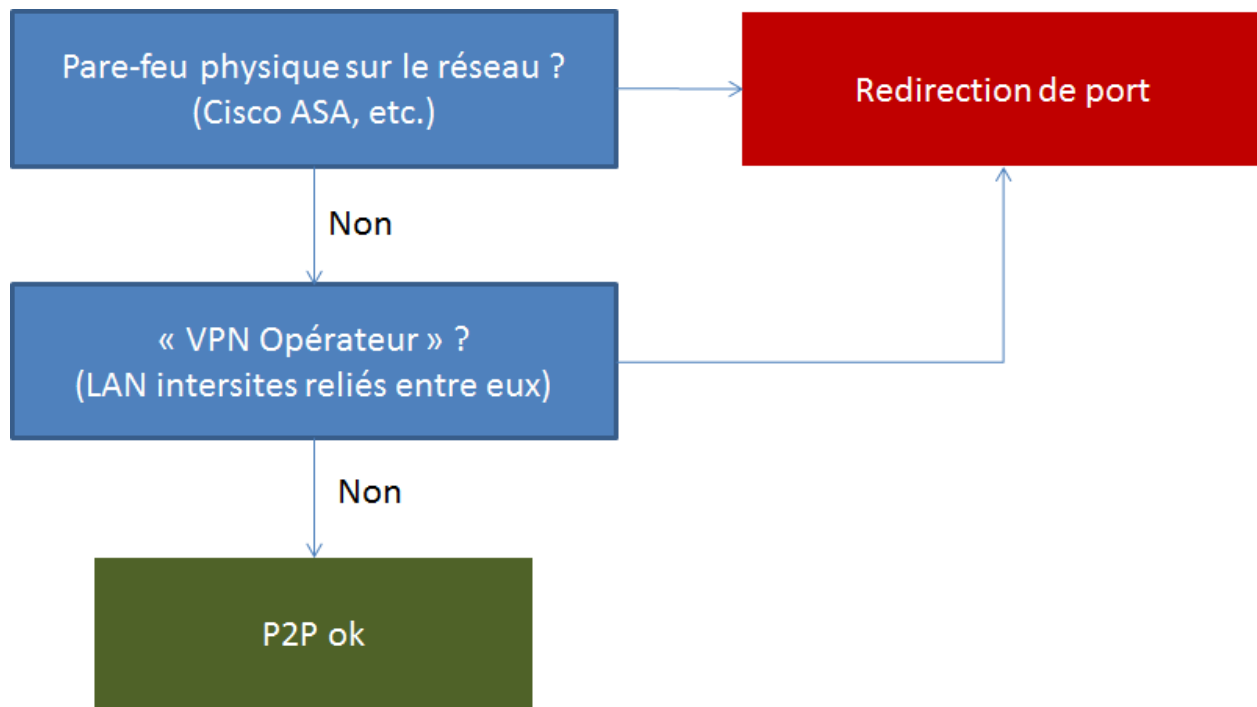 Pare-feu physique sur le réseau ?
(Cisco ASA, etc.)
Redirection de port
Non
« VPN Opérateur » ?
(LAN intersites reliés entre eux)
Non
P2P ok